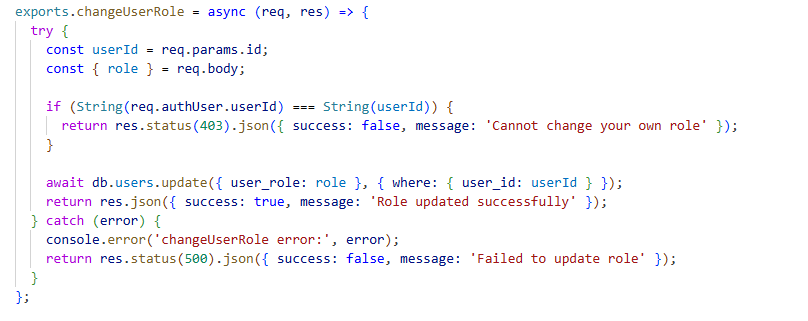 exports.changeUserRole = async (req, res) => {
  try {
    const userId = req.params.id;
    const { role } = req.body;

    if (String(req.authUser.userId) === String(userId)) {
      return res.status(403).json({ success: false, message: 'Cannot change your own role' });
    }

    await db.users.update({ user_role: role }, { where: { user_id: userId } });
    return res.json({ success: true, message: 'Role updated successfully' });
  } catch (error) {
    console.error('changeUserRole error:', error);
    return res.status(500).json({ success: false, message: 'Failed to update role' });
  }
};